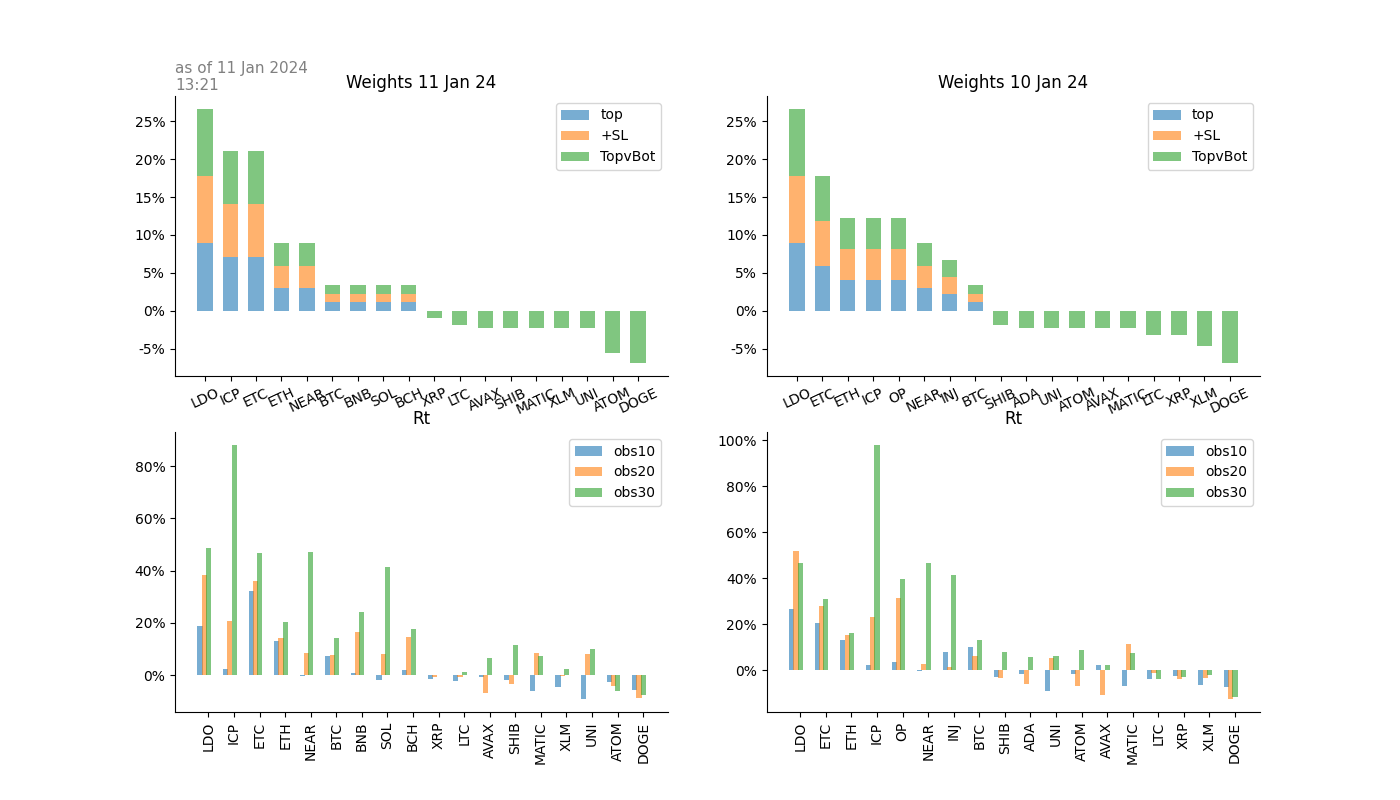 as of 11 Jan 2024
13:21
Weights 11 Jan 24
25%
20%
15%
10%
5%
0%
-5%
top
+SL
TopvBot
LDO ICP ETC ETH NEAR BTC BNB SOL BCH XRP LTC AVAX SHIB MATIC XLM UNI ATOM DOGE
Weights 10 Jan 24
25%
20%
15%
10%
5%
0%
-5%
top
+SL
TopvBot
LDO ETC ETH ICP OP NEAR INJ BTC SHIB ADA UNI ATOM AVAX MATIC LTC XRP XLM DOGE
Rt
80%
60%
40%
20%
0%
obs10
obs20
obs30
LDO ICP ETC ETH NEAR BTC BNB SOL BCH XRP LTC AVAX SHIB MATIC XLM UNI ATOM DOGE
Rt
100%
80%
60%
40%
20%
0%
obs10
obs20
obs30
LDO ETC ETH ICP OP NEAR INJ BTC SHIB ADA UNI ATOM AVAX MATIC LTC XRP XLM DOGE